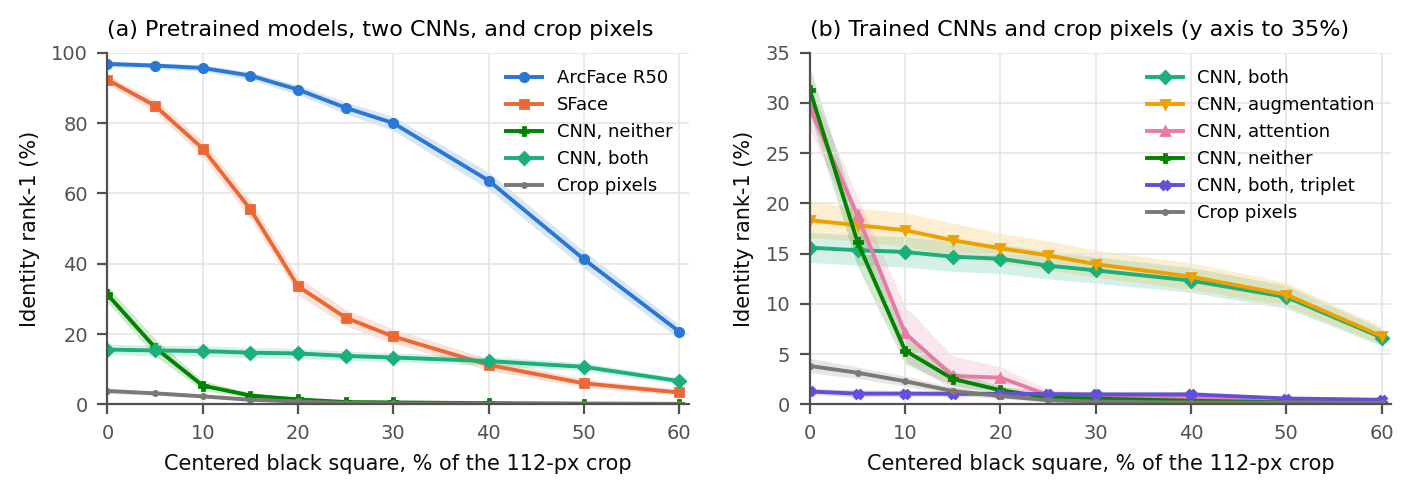 (a) Pretrained models, two CNNs, and crop pixels
Identity rank-1 (%)
100
80
60
40
20
0
ArcFace R50
SFace
CNN, neither
CNN, both
Crop pixels
0 10 20 30 40 50 60
Centered black square, % of the 112-px crop
(b) Trained CNNs and crop pixels (y axis to 35%)
Identity rank-1 (%)
35
30
25
20
15
10
5
0
CNN, both
CNN, augmentation
CNN, attention
CNN, neither
CNN, both, triplet
Crop pixels
0 10 20 30 40 50 60
Centered black square, % of the 112-px crop